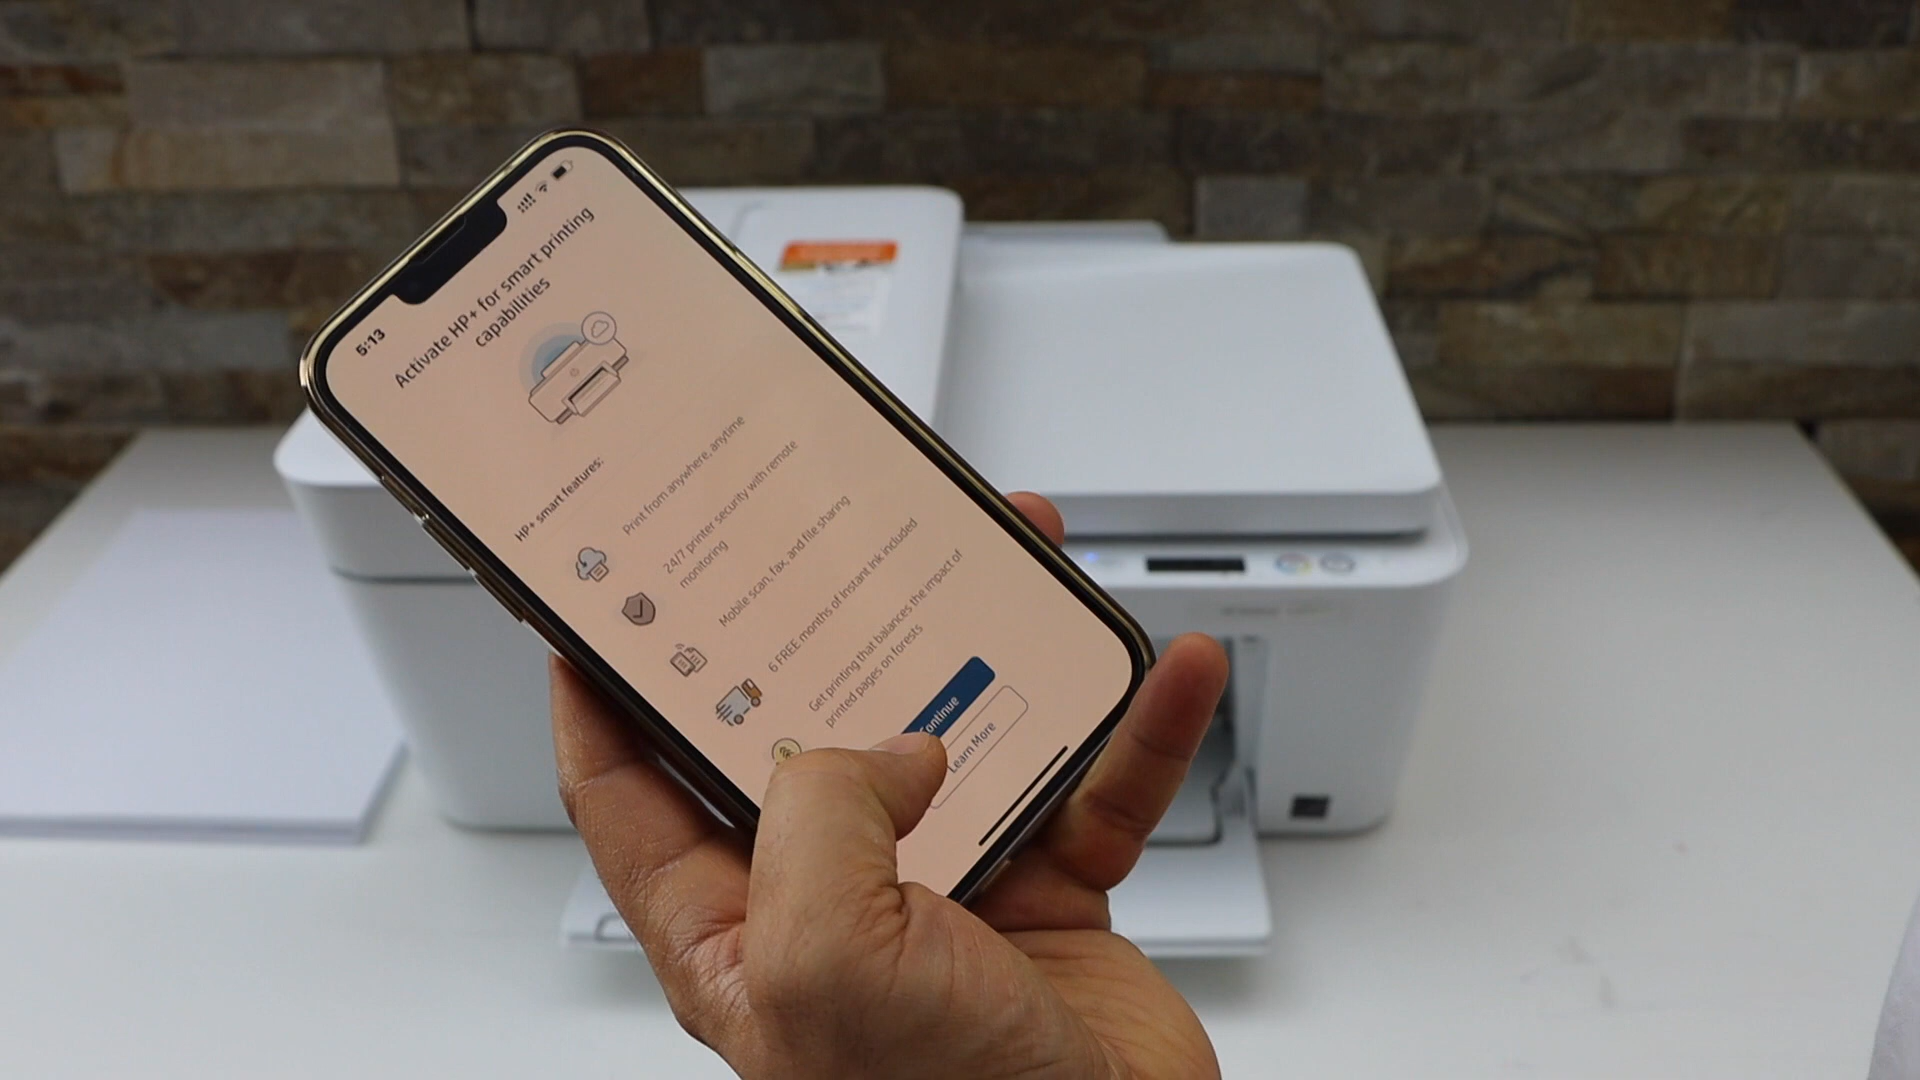 5:13
Activate HP+ for smart printing
capabilities
HP+ smart features:
Print from anywhere, anytime
24/7 printer security with remote
monitoring
Mobile scan, fax, and file sharing
6 FREE months of Instant Ink included
Get printing that balances the impact of
printed pages on forests
Continue
Learn More